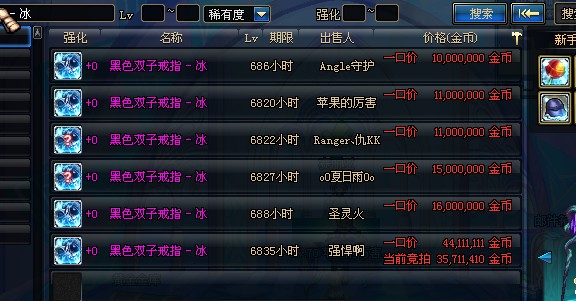 - 冰 Lv ~ 稀有度 强化 ~ 搜索
强化 名称 Lv 期限 出售人 价格(金币)
+0 黑色双子戒指 - 冰 68 6小时 Angle守护 一口价 10,000,000 金币
+0 黑色双子戒指 - 冰 68 20小时 苹果的厉害 一口价 11,000,000 金币
+0 黑色双子戒指 - 冰 68 22小时 Ranger、仇KK 一口价 11,000,000 金币
+0 黑色双子戒指 - 冰 68 27小时 oO夏日雨Oo 一口价 15,000,000 金币
+0 黑色双子戒指 - 冰 68 8小时 圣灵火 一口价 16,000,000 金币
+0 黑色双子戒指 - 冰 68 35小时 强悍啊 一口价 44,111,111 金币
当前竞拍 35,711,410 金币
新手